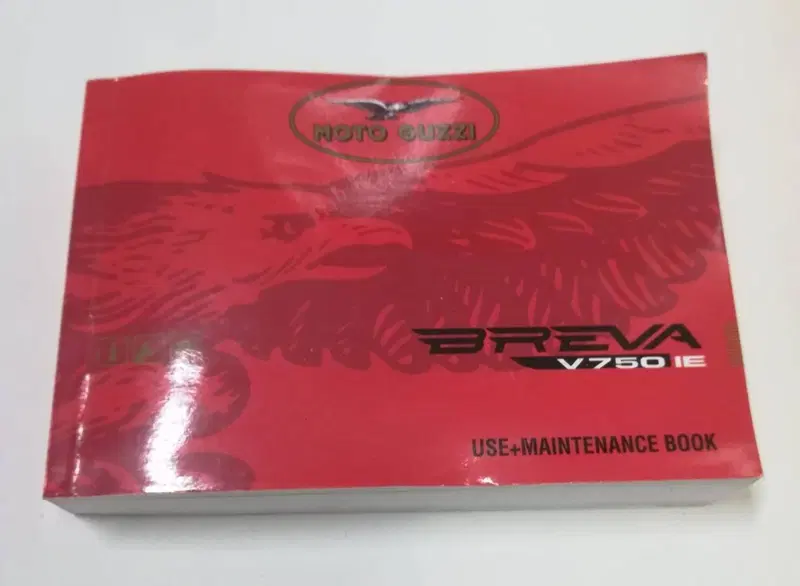 MOTO GUZZI
BREVA
V750 IE
USE+MAINTENANCE BOOK